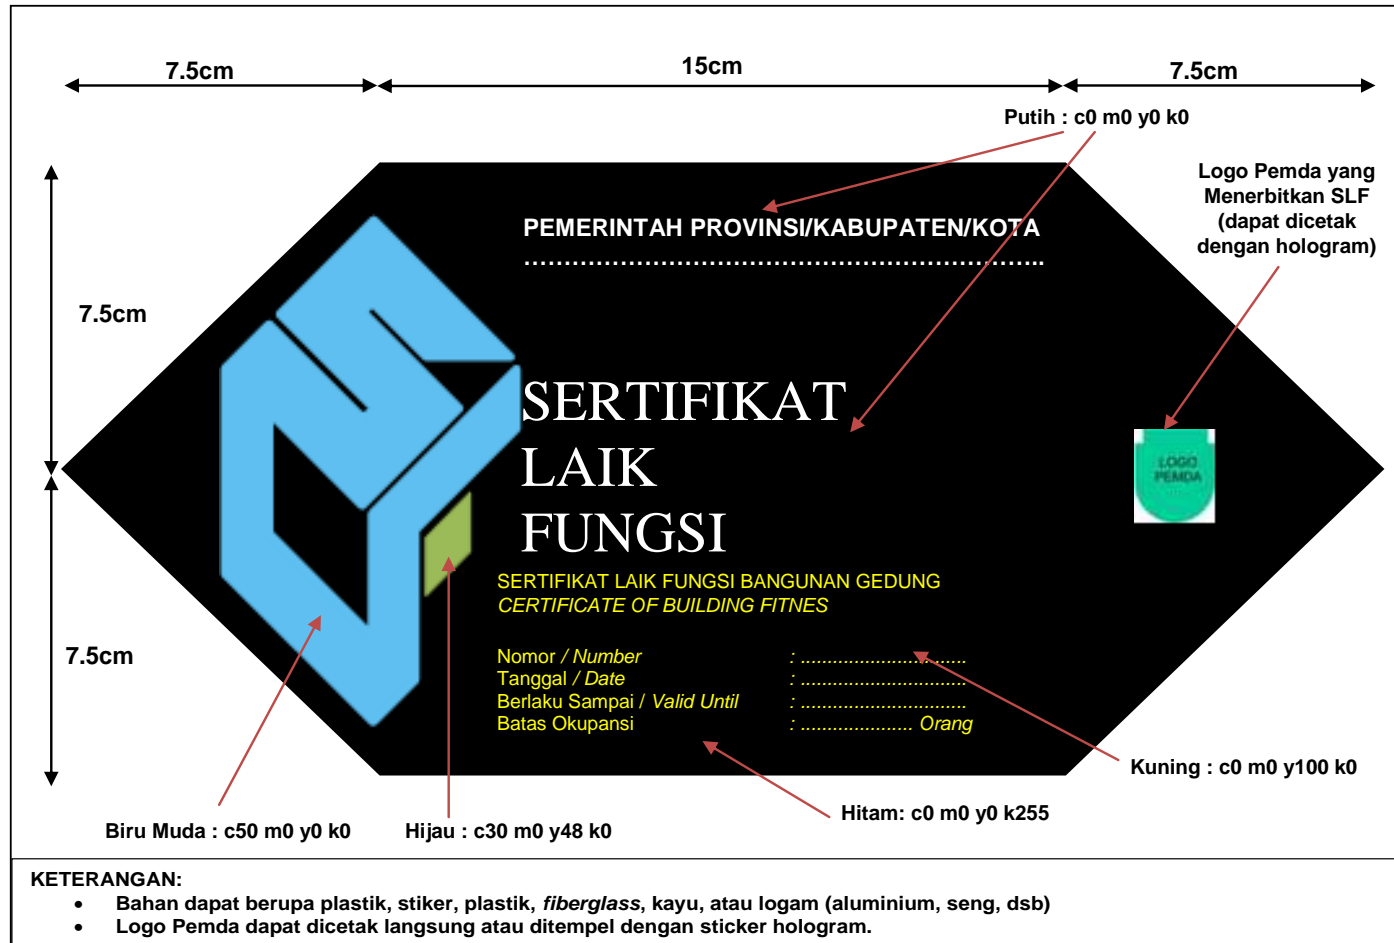 7.5cm
15cm
7.5cm
Putih : c0 m0 y0 k0
Logo Pemda yang
Menerbitkan SLF
(dapat dicetak
dengan hologram)
PEMERINTAH PROVINSI/KABUPATEN/KOTA
.................................................................
7.5cm
SERTIFIKAT
LAIK
FUNGSI
LOGO
PEMDA
SERTIFIKAT LAIK FUNGSI BANGUNAN GEDUNG
CERTIFICATE OF BUILDING FITNES
7.5cm
Nomor / Number : ...............................
Tanggal / Date : ...............................
Berlaku Sampai / Valid Until : ...............................
Batas Okupansi : ..................... Orang
Kuning : c0 m0 y100 k0
Hitam: c0 m0 y0 k255
Biru Muda : c50 m0 y0 k0
Hijau : c30 m0 y48 k0
KETERANGAN:
• Bahan dapat berupa plastik, stiker, plastik, fiberglass, kayu, atau logam (aluminium, seng, dsb)
• Logo Pemda dapat dicetak langsung atau ditempel dengan sticker hologram.